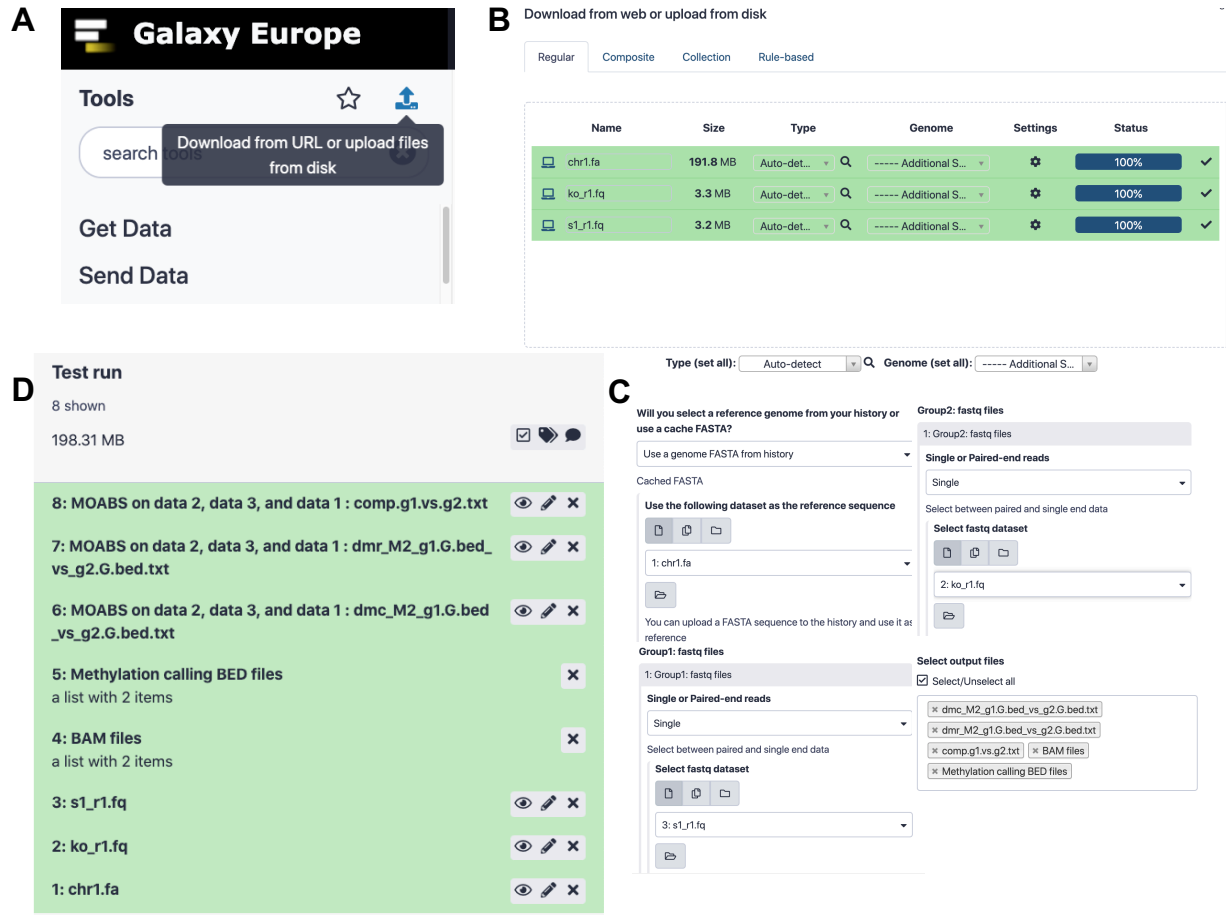 A
Galaxy Europe
Tools
search tools
Download from URL or upload files
from disk
Get Data
Send Data
B
Download from web or upload from disk
Regular Composite Collection Rule-based
Name Size Type Genome Settings Status
chr1.fa 191.8 MB Auto-det... ----- Additional S... 100%
ko_r1.fq 3.3 MB Auto-det... ----- Additional S... 100%
s1_r1.fq 3.2 MB Auto-det... ----- Additional S... 100%
Type (set all): Auto-detect Genome (set all): ----- Additional S...
D
Test run
8 shown
198.31 MB
8: MOABS on data 2, data 3, and data 1 : comp.g1.vs.g2.txt
7: MOABS on data 2, data 3, and data 1 : dmr_M2_g1.G.bed_
vs_g2.G.bed.txt
6: MOABS on data 2, data 3, and data 1 : dmc_M2_g1.G.bed
_vs_g2.G.bed.txt
5: Methylation calling BED files
a list with 2 items
4: BAM files
a list with 2 items
3: s1_r1.fq
2: ko_r1.fq
1: chr1.fa
C
Will you select a reference genome from your history or
use a cache FASTA?
Use a genome FASTA from history
Cached FASTA
Use the following dataset as the reference sequence
1: chr1.fa
You can upload a FASTA sequence to the history and use it as
reference
Group1: fastq files
1: Group1: fastq files
Single or Paired-end reads
Single
Select between paired and single end data
Select fastq dataset
3: s1_r1.fq
Group2: fastq files
1: Group2: fastq files
Single or Paired-end reads
Single
Select between paired and single end data
Select fastq dataset
2: ko_r1.fq
Select output files
Select/Unselect all
dmc_M2_g1.G.bed_vs_g2.G.bed.txt
dmr_M2_g1.G.bed_vs_g2.G.bed.txt
comp.g1.vs.g2.txt BAM files
Methylation calling BED files